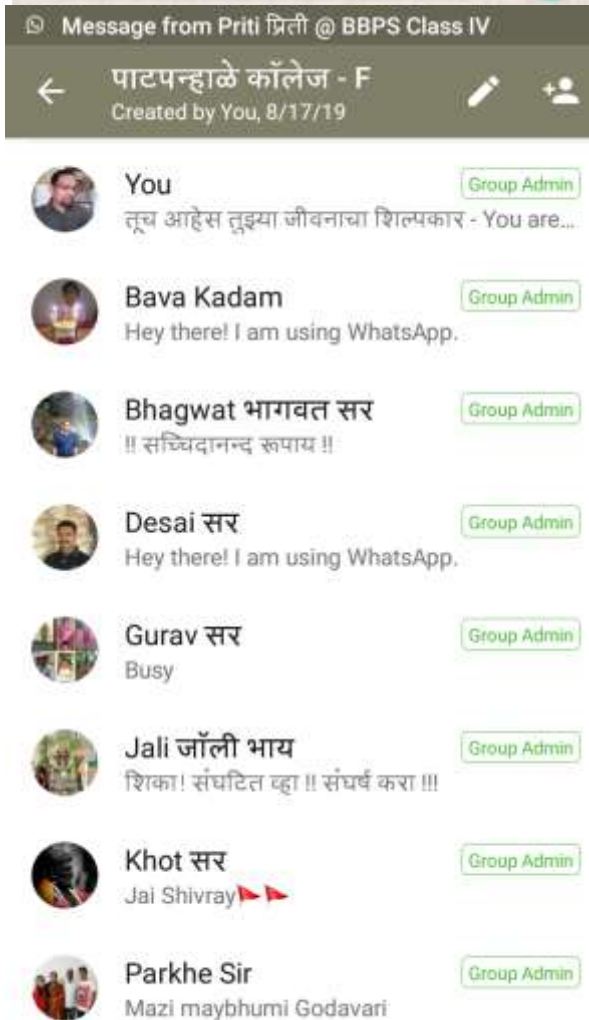 Message from Priti प्रिती @ BBPS Class IV
पाटपन्हाळे कॉलेज - F
Created by You, 8/17/19
You
Group Admin
तूच आहेस तुझ्या जीवनाचा शिल्पकार - You are...
Bava Kadam
Group Admin
Hey there! I am using WhatsApp.
Bhagwat भागवत सर
Group Admin
!! सच्चिदानन्द रूपाय !!
Desai सर
Group Admin
Hey there! I am using WhatsApp.
Gurav सर
Group Admin
Busy
Jali जॉली भाय
Group Admin
शिका! संघटित व्हा !! संघर्ष करा !!!
Khot सर
Group Admin
Jai Shivray🚩🚩
Parkhe Sir
Group Admin
Mazi maybhumi Godavari